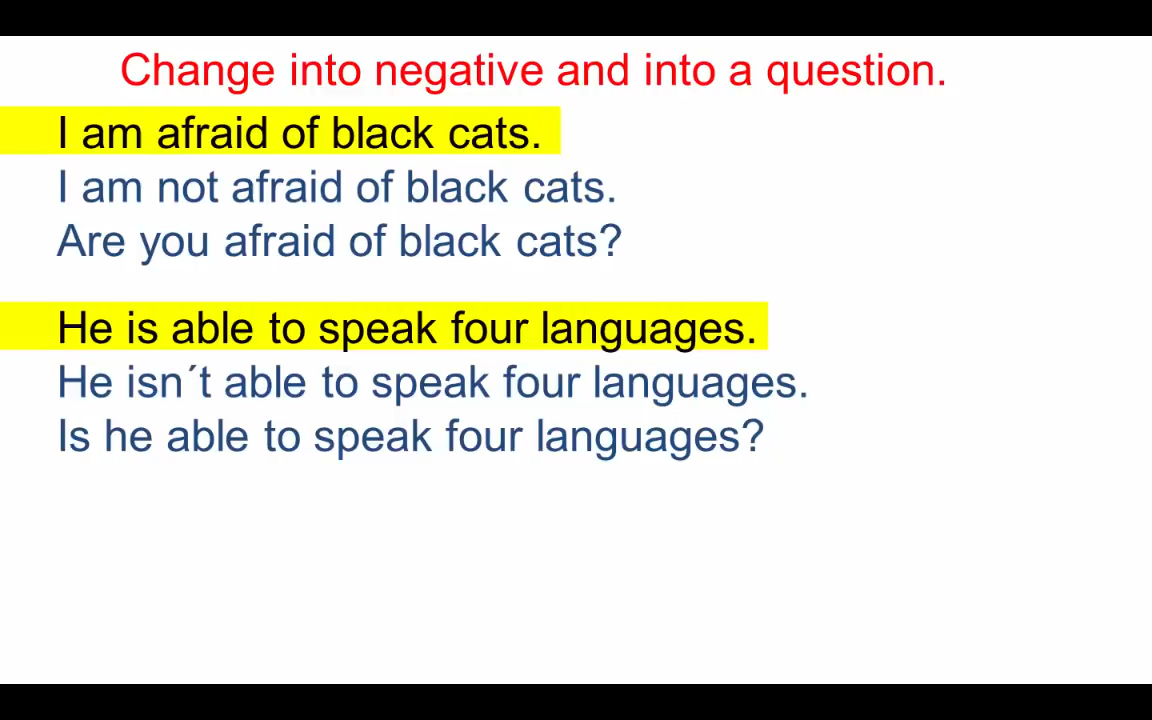 Change into negative and into a question.
I am afraid of black cats.
I am not afraid of black cats.
Are you afraid of black cats?
He is able to speak four languages.
He isn´t able to speak four languages.
Is he able to speak four languages?